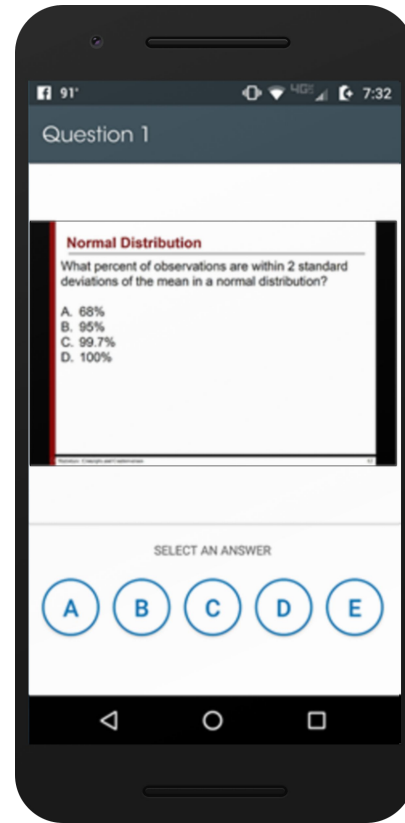 91°
4G
7:32
Question 1
Normal Distribution
What percent of observations are within 2 standard
deviations of the mean in a normal distribution?
A. 68%
B. 95%
C. 99.7%
D. 100%
SELECT AN ANSWER
A B C D E